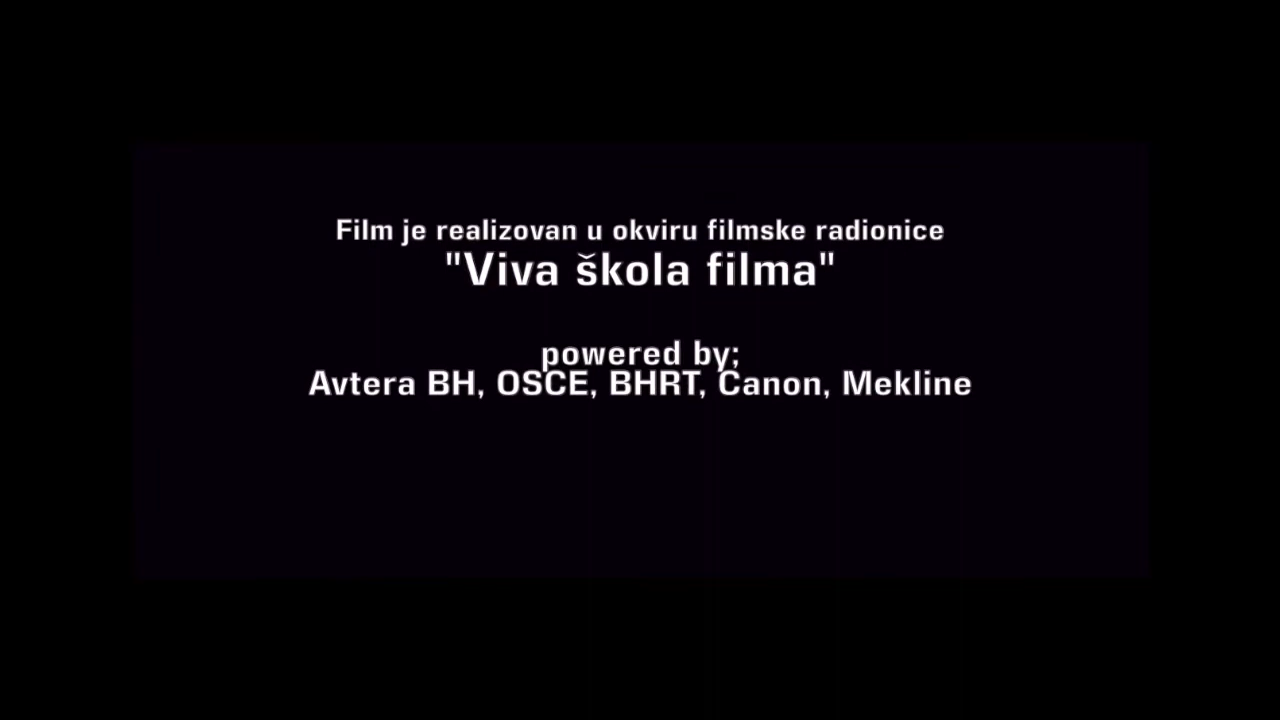 Film je realizovan u okviru filmske radionice
"Viva škola filma"
powered by;
Avtera BH, OSCE, BHRT, Canon, Mekline